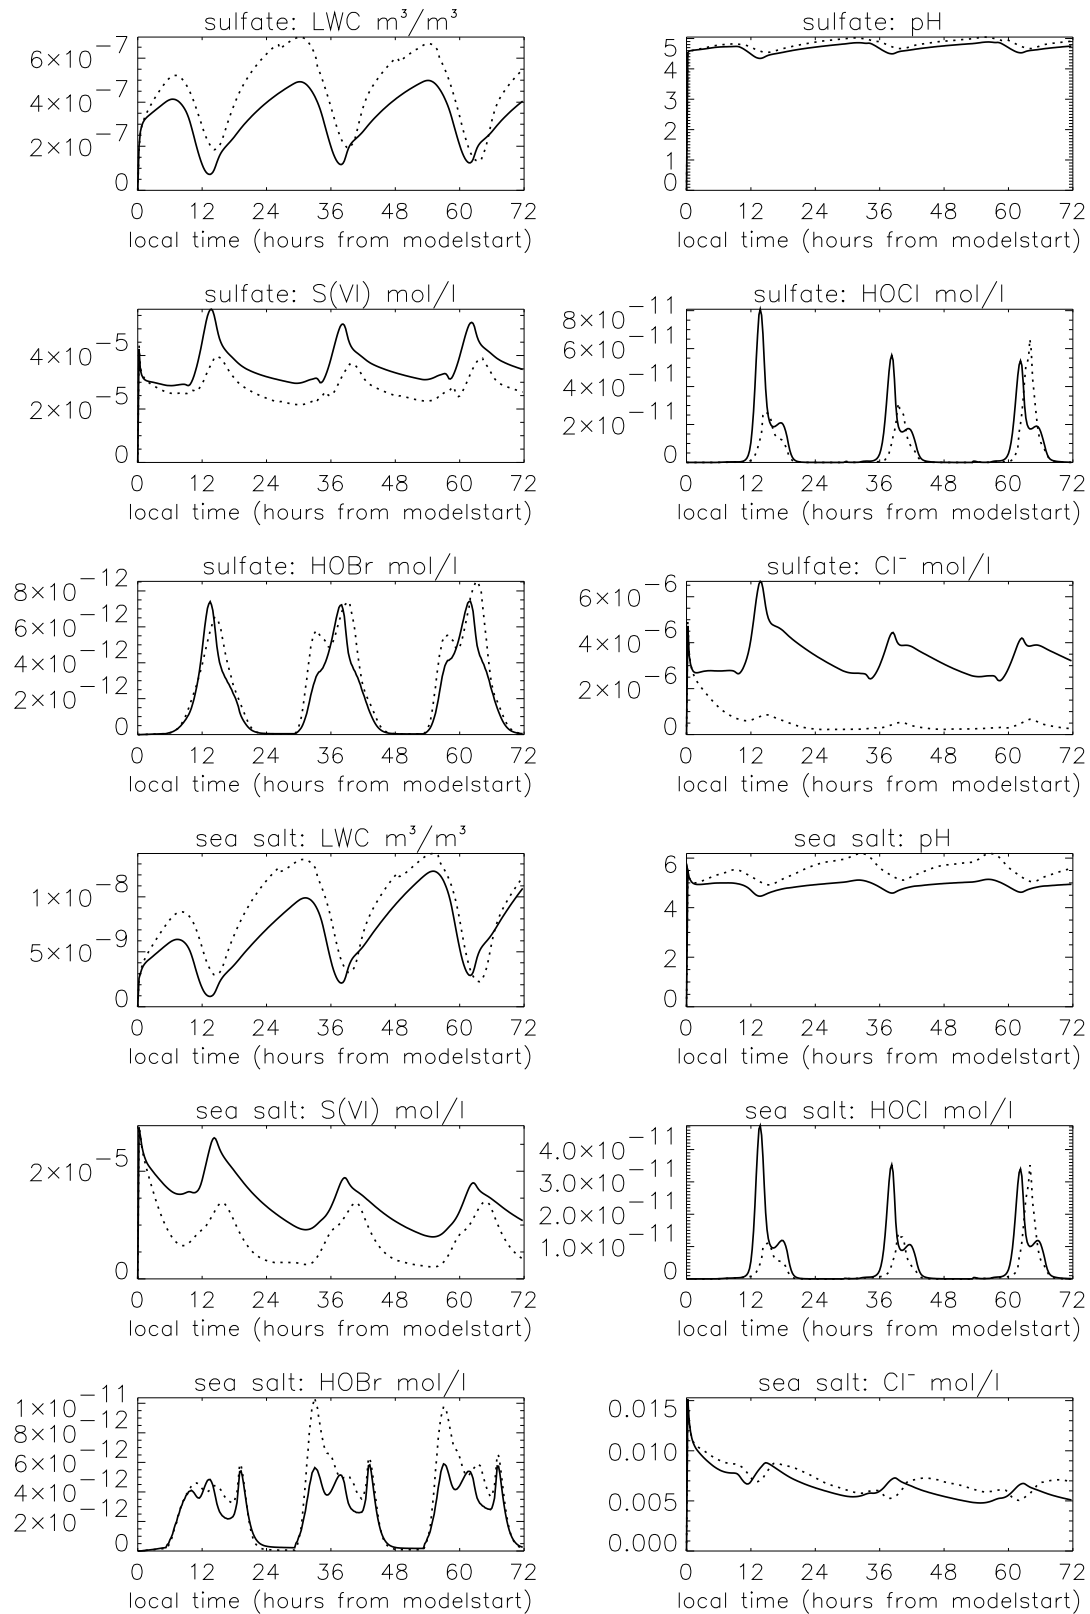 sulfate: LWC m³/m³
6×10⁻⁷
4×10⁻⁷
2×10⁻⁷
0
0 12 24 36 48 60 72
local time (hours from modelstart)
sulfate: pH
5
4
3
2
1
0
0 12 24 36 48 60 72
local time (hours from modelstart)
sulfate: S(VI) mol/l
4×10⁻⁵
2×10⁻⁵
0
0 12 24 36 48 60 72
local time (hours from modelstart)
sulfate: HOCl mol/l
8×10⁻¹¹
6×10⁻¹¹
4×10⁻¹¹
2×10⁻¹¹
0
0 12 24 36 48 60 72
local time (hours from modelstart)
sulfate: HOBr mol/l
8×10⁻¹²
6×10⁻¹²
4×10⁻¹²
2×10⁻¹²
0
0 12 24 36 48 60 72
local time (hours from modelstart)
sulfate: Cl⁻ mol/l
6×10⁻⁶
4×10⁻⁶
2×10⁻⁶
0
0 12 24 36 48 60 72
local time (hours from modelstart)
sea salt: LWC m³/m³
1×10⁻⁸
5×10⁻⁹
0
0 12 24 36 48 60 72
local time (hours from modelstart)
sea salt: pH
6
4
2
0
0 12 24 36 48 60 72
local time (hours from modelstart)
sea salt: S(VI) mol/l
2×10⁻⁵
0
0 12 24 36 48 60 72
local time (hours from modelstart)
sea salt: HOCl mol/l
4.0×10⁻¹¹
3.0×10⁻¹¹
2.0×10⁻¹¹
1.0×10⁻¹¹
0
0 12 24 36 48 60 72
local time (hours from modelstart)
sea salt: HOBr mol/l
1×10⁻¹¹
8×10⁻¹²
6×10⁻¹²
4×10⁻¹²
2×10⁻¹²
0
0 12 24 36 48 60 72
local time (hours from modelstart)
sea salt: Cl⁻ mol/l
0.015
0.010
0.005
0.000
0 12 24 36 48 60 72
local time (hours from modelstart)